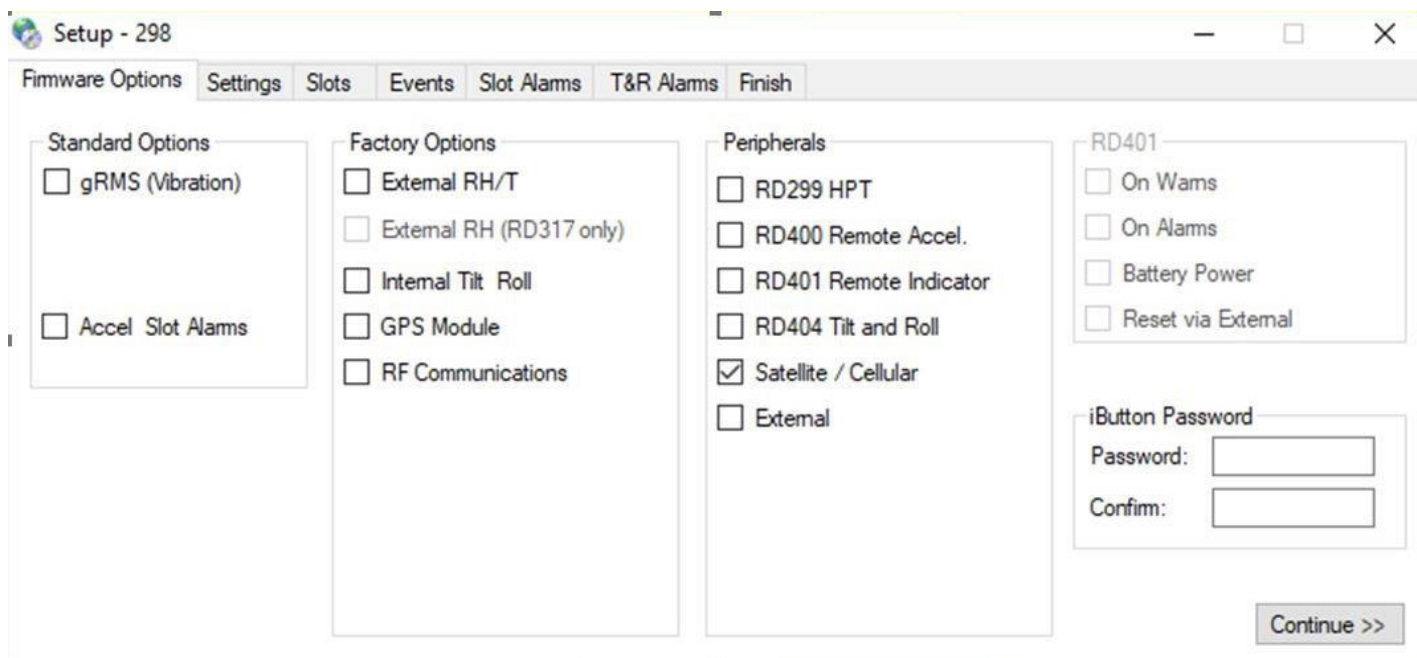 Setup - 298
Firmware Options Settings Slots Events Slot Alarms T&R Alarms Finish
Standard Options
gRMS (Vibration)
Accel Slot Alarms
Factory Options
External RH/T
External RH (RD317 only)
Internal Tilt Roll
GPS Module
RF Communications
Peripherals
RD299 HPT
RD400 Remote Accel.
RD401 Remote Indicator
RD404 Tilt and Roll
Satellite / Cellular
External
RD401
On Warns
On Alarms
Battery Power
Reset via External
iButton Password
Password:
Confirm:
Continue >>